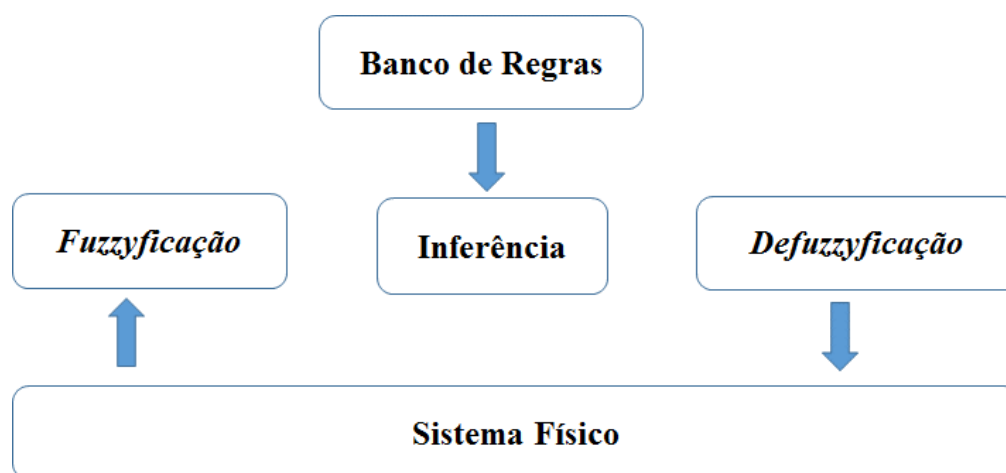 Banco de Regras
Fuzzyficação
Inferência
Defuzzyficação
Sistema Físico